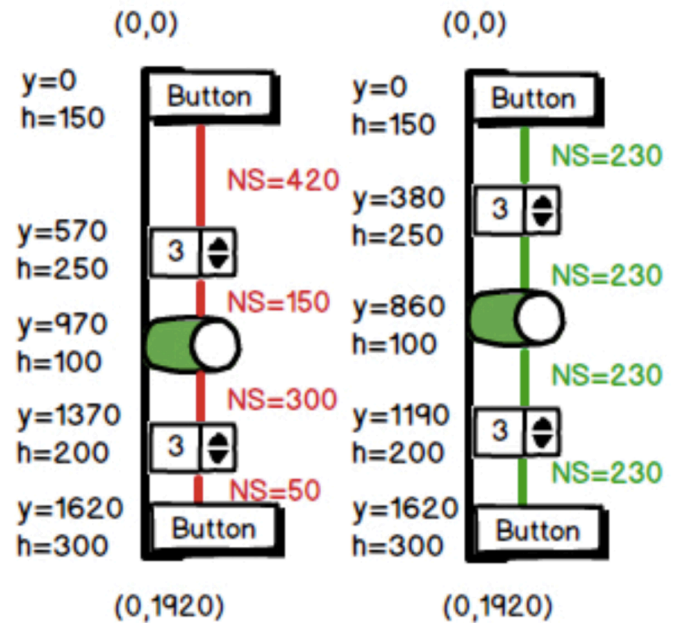 (0,0)
y=0
h=150
Button
NS=420
y=570
h=250
3
NS=150
y=970
h=100
NS=300
y=1370
h=200
3
NS=50
y=1620
h=300
Button
(0,1920)
(0,0)
y=0
h=150
Button
NS=230
y=380
h=250
3
NS=230
y=860
h=100
NS=230
y=1190
h=200
3
NS=230
y=1620
h=300
Button
(0,1920)